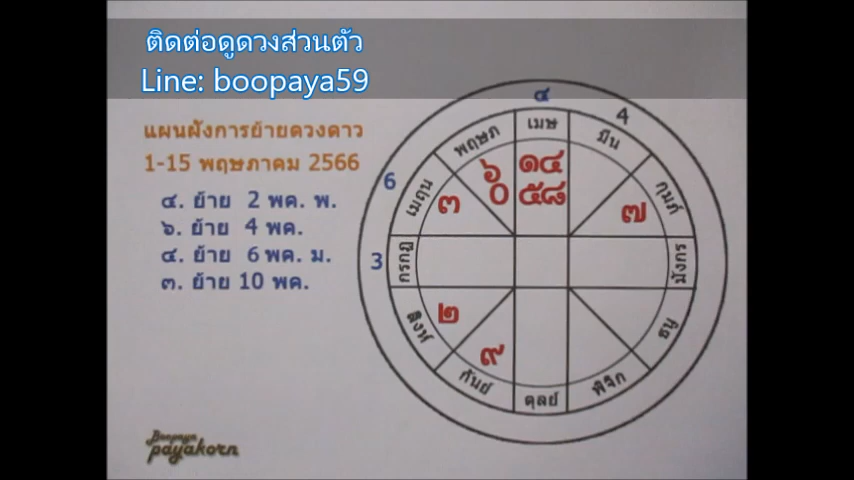 ติดต่อดูดวงส่วนตัว
Line: boopaya59
แผนผังการย้ายดวงดาว
1-15 พฤษภาคม 2566
๔. ย้าย 2 พค. พ.
๖. ย้าย 4 พค.
๔. ย้าย 6 พค. ม.
๓. ย้าย 10 พค.
๔
4
6
3
เมษ
มีน
กุมภ์
มังกร
ธนู
พิจิก
ตุลย์
กันย์
สิงห์
กรกฎ
เมถุน
พฤษภ
๑๔
๕๘
๖
๐
๓
๗
๒
๙
Boopaya
payakorn